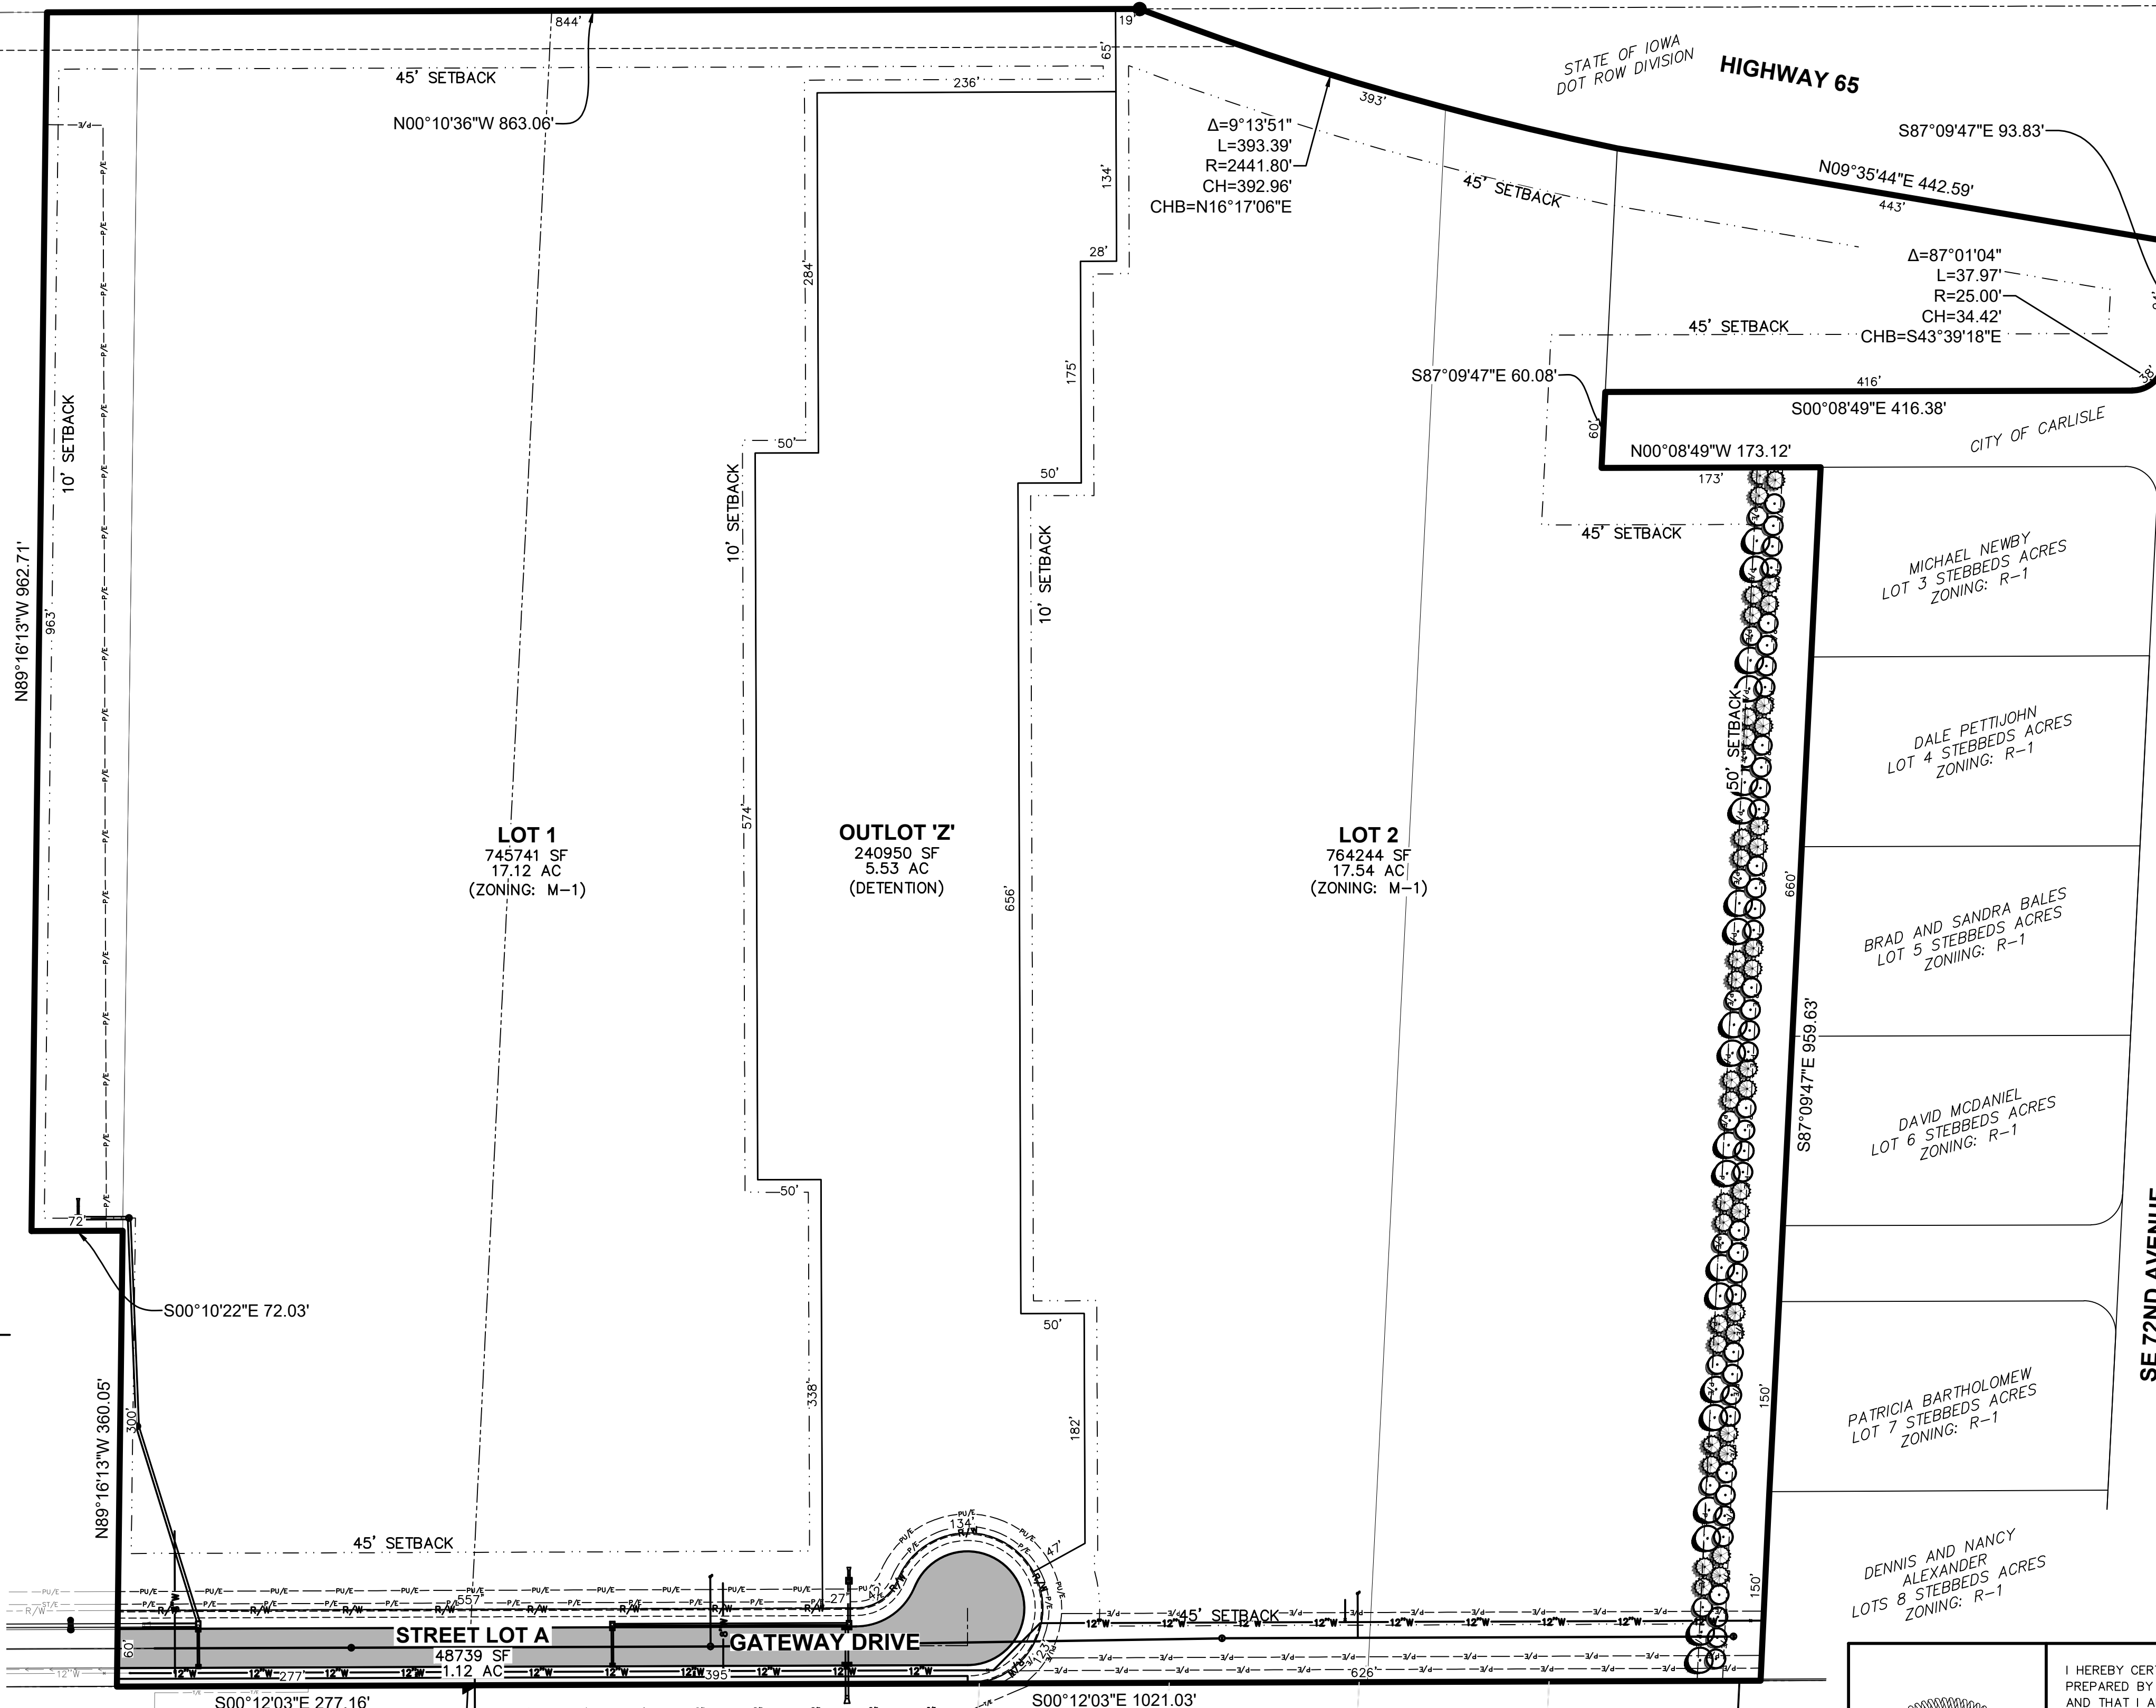 844'
19'
65'
STATE OF IOWA
DOT ROW DIVISION
HIGHWAY 65
45' SETBACK
236'
N00°10'36"W 863.06'
393'
Δ=9°13'51"
L=393.39'
R=2441.80'
CH=392.96'
CHB=N16°17'06"E
S87°09'47"E 93.83'
N09°35'44"E 442.59'
443'
45' SETBACK
134'
28'
284'
Δ=87°01'04"
L=37.97'
R=25.00'
CH=34.42'
CHB=S43°39'18"E
45' SETBACK
38'
175'
S87°09'47"E 60.08'
416'
S00°08'49"E 416.38'
60'
CITY OF CARLISLE
10' SETBACK
50'
10' SETBACK
50'
N00°08'49"W 173.12'
173'
45' SETBACK
10' SETBACK
N89°16'13"W 962.71'
963'
MICHAEL NEWBY
LOT 3 STEBBEDS ACRES
ZONING: R-1
50' SETBACK
DALE PETTIJOHN
LOT 4 STEBBEDS ACRES
ZONING: R-1
574'
LOT 1
745741 SF
17.12 AC
(ZONING: M-1)
OUTLOT 'Z'
240950 SF
5.53 AC
(DETENTION)
656'
LOT 2
764244 SF
17.54 AC
(ZONING: M-1)
660'
BRAD AND SANDRA BALES
LOT 5 STEBBEDS ACRES
ZONIING: R-1
S87°09'47"E 959.63'
DAVID MCDANIEL
LOT 6 STEBBEDS ACRES
ZONING: R-1
50'
72'
S00°10'22"E 72.03'
50'
SE 72ND AVENUE
N89°16'13"W 360.05'
300'
338'
182'
150'
PATRICIA BARTHOLOMEW
LOT 7 STEBBEDS ACRES
ZONING: R-1
45' SETBACK
134'
47'
DENNIS AND NANCY
ALEXANDER
LOTS 8 STEBBEDS ACRES
ZONING: R-1
150'
557'
27'
42'
45' SETBACK
60'
STREET LOT A
48739 SF
1.12 AC
GATEWAY DRIVE
123'
277'
395'
626'
S00°12'03"E 277.16'
S00°12'03"E 1021.03'
I HEREBY CER
PREPARED BY
AND THAT I A